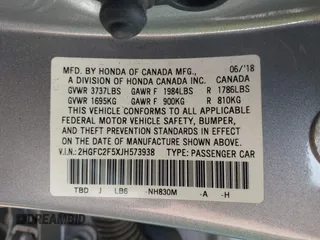 MFD. BY HONDA OF CANADA MFG., 06/'18
A DIVISION OF HONDA CANADA INC. CANADA
GVWR 3737LBS GAWR F 1984LBS R 1786LBS
GVWR 1695KG GAWR F 900KG R 810KG
THIS VEHICLE CONFORMS TO ALL APPLICABLE
FEDERAL MOTOR VEHICLE SAFETY, BUMPER,
AND THEFT PREVENTION STANDARDS IN EFFECT
ON THE DATE OF MANUFACTURE SHOWN ABOVE.
V.I.N.: 2HGFC2F5XJH573938 TYPE: PASSENGER CAR
TBD J LB6 -NH830M -A -H
DREAMBID